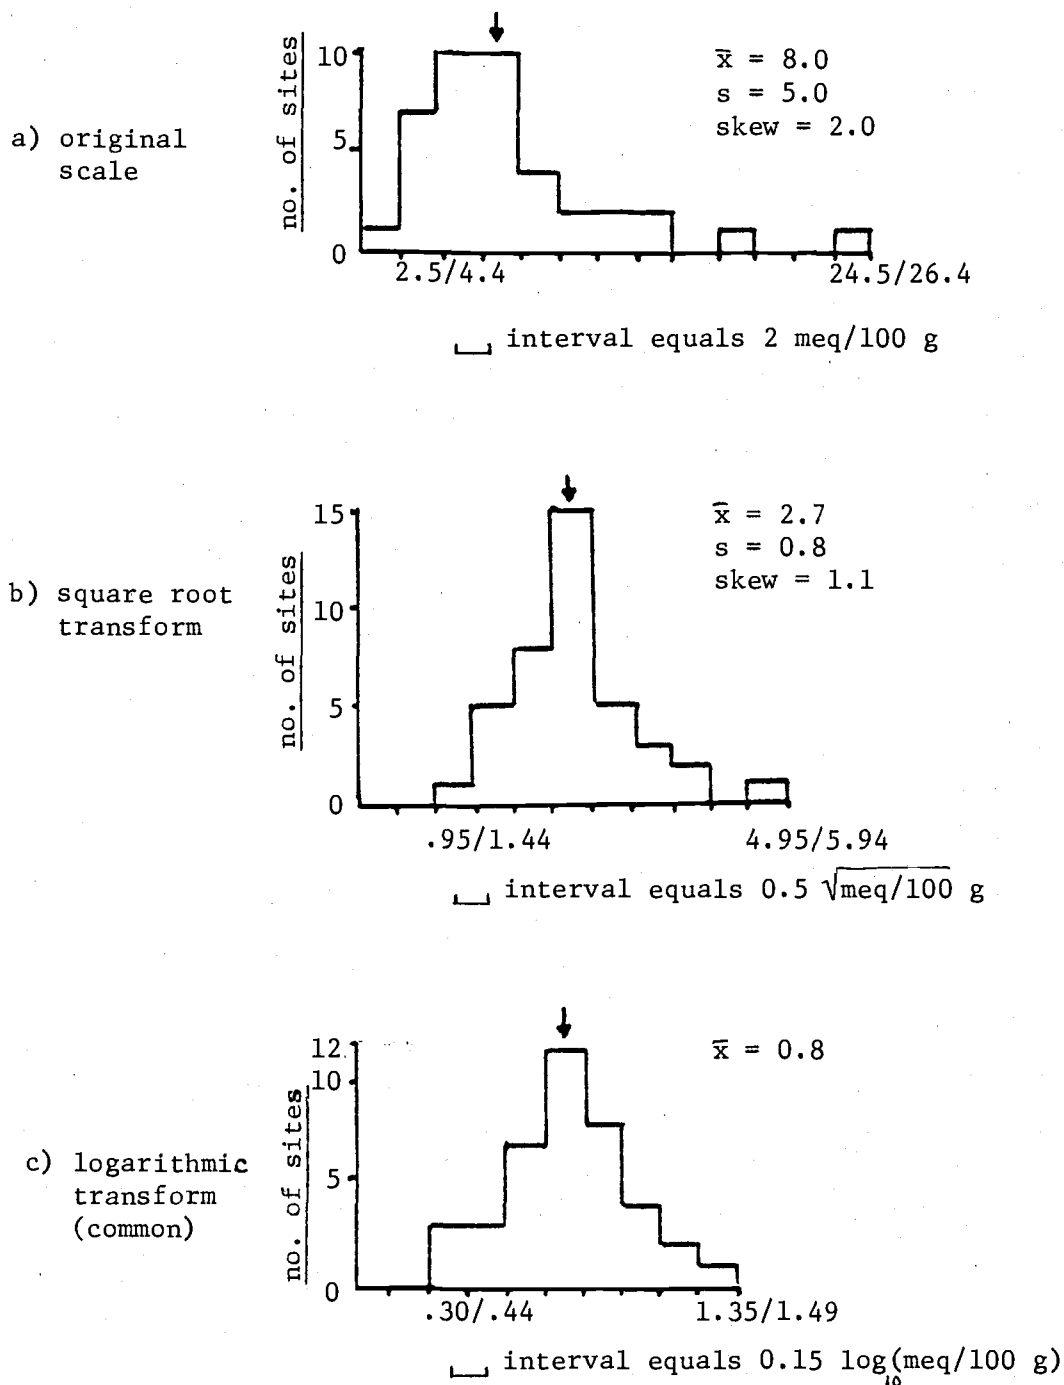 a) original
scale
no. of sites
10
5
0
x̄ = 8.0
s = 5.0
skew = 2.0
2.5/4.4
24.5/26.4
interval equals 2 meq/100 g
b) square root
transform
no. of sites
15
10
5
0
x̄ = 2.7
s = 0.8
skew = 1.1
.95/1.44
4.95/5.94
interval equals 0.5 √meq/100 g
c) logarithmic
transform
(common)
no. of sites
12
10
5
0
x̄ = 0.8
.30/.44
1.35/1.49
interval equals 0.15 log₁₀(meq/100 g)